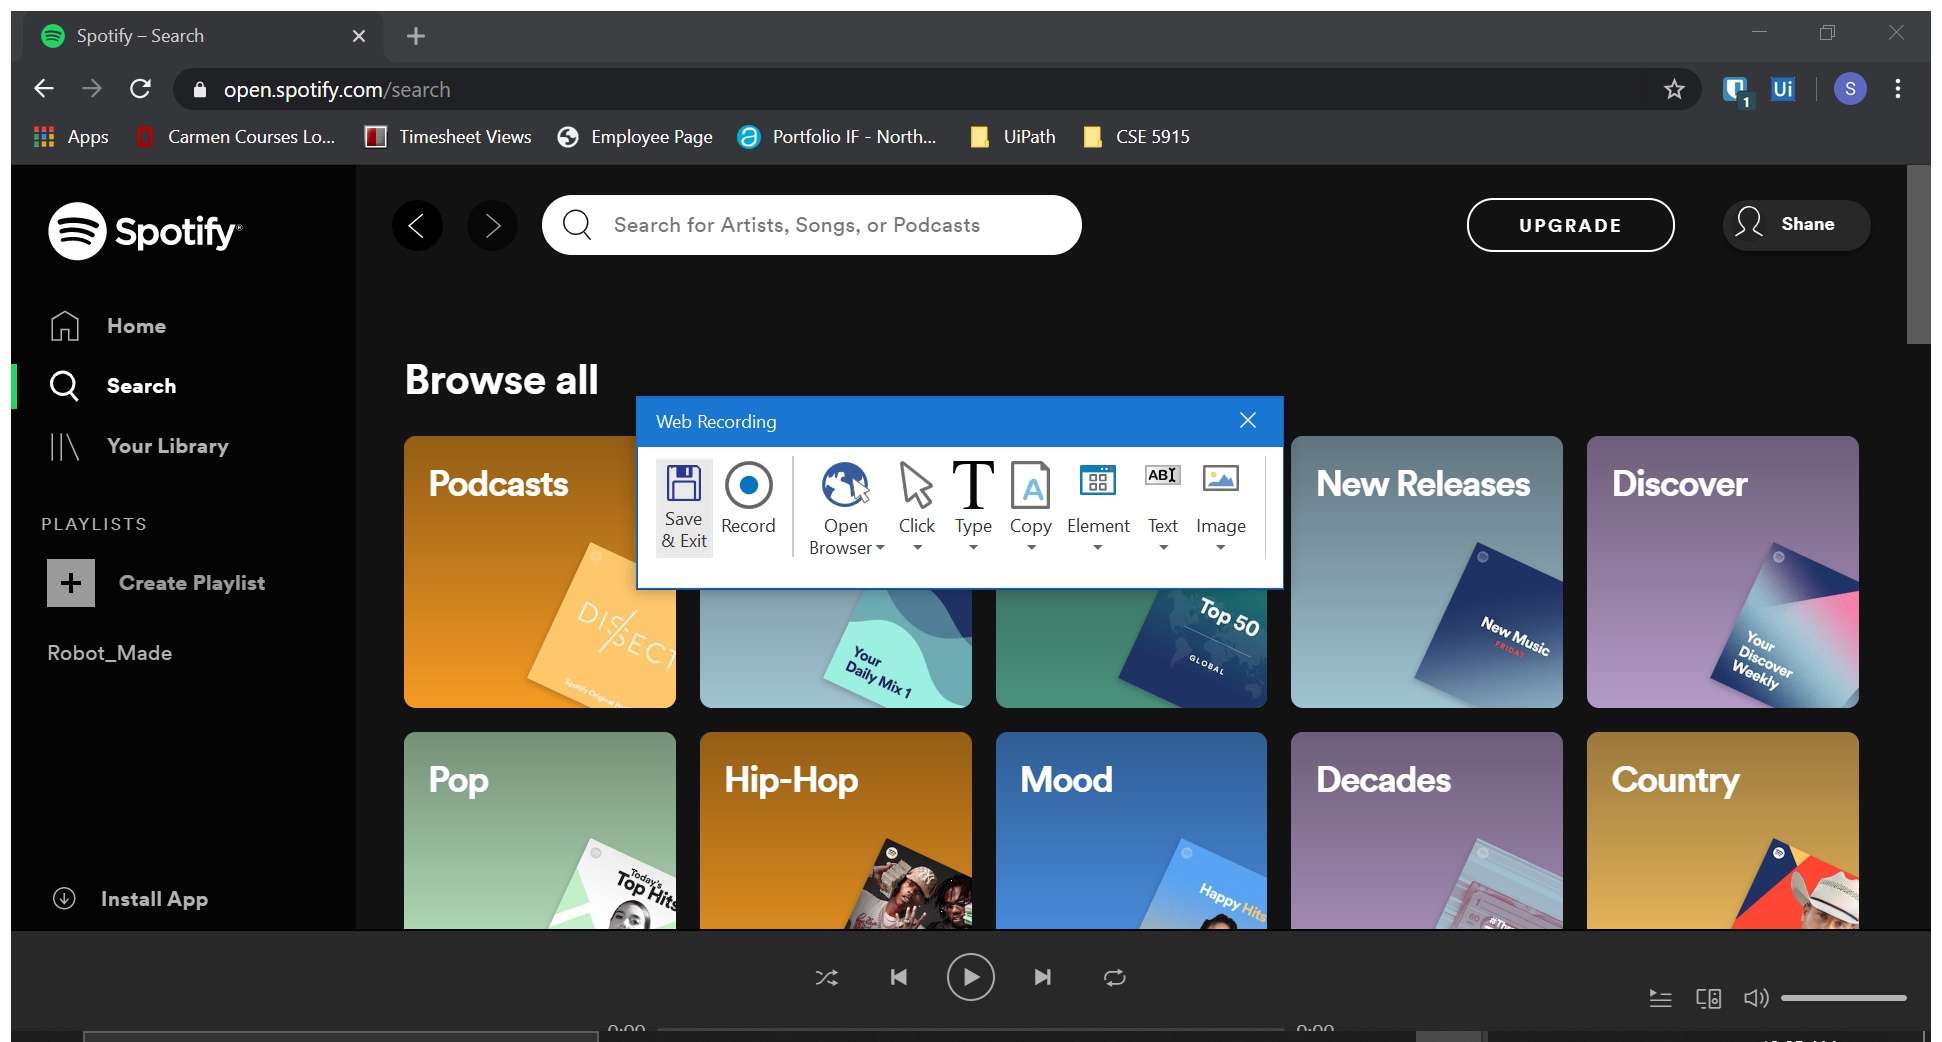 Spotify – Search
open.spotify.com/search
1
Ui
S
Apps
Carmen Courses Lo...
Timesheet Views
Employee Page
Portfolio IF - North...
UiPath
CSE 5915
Spotify®
Search for Artists, Songs, or Podcasts
UPGRADE
Shane
Home
Search
Your Library
PLAYLISTS
Create Playlist
Robot_Made
Install App
Browse all
Web Recording
Save
& Exit
Record
Open
Browser
Click
Type
Copy
Element
ABI
Text
Image
Podcasts
DISSECT
Your
Daily Mix 1
Top 50
GLOBAL
New Releases
New Music
FRIDAY
Discover
Your
Discover
Weekly
Pop
Today's
Top Hits
Hip-Hop
Mood
Happy Hits
Decades
Country
0:00
0:00